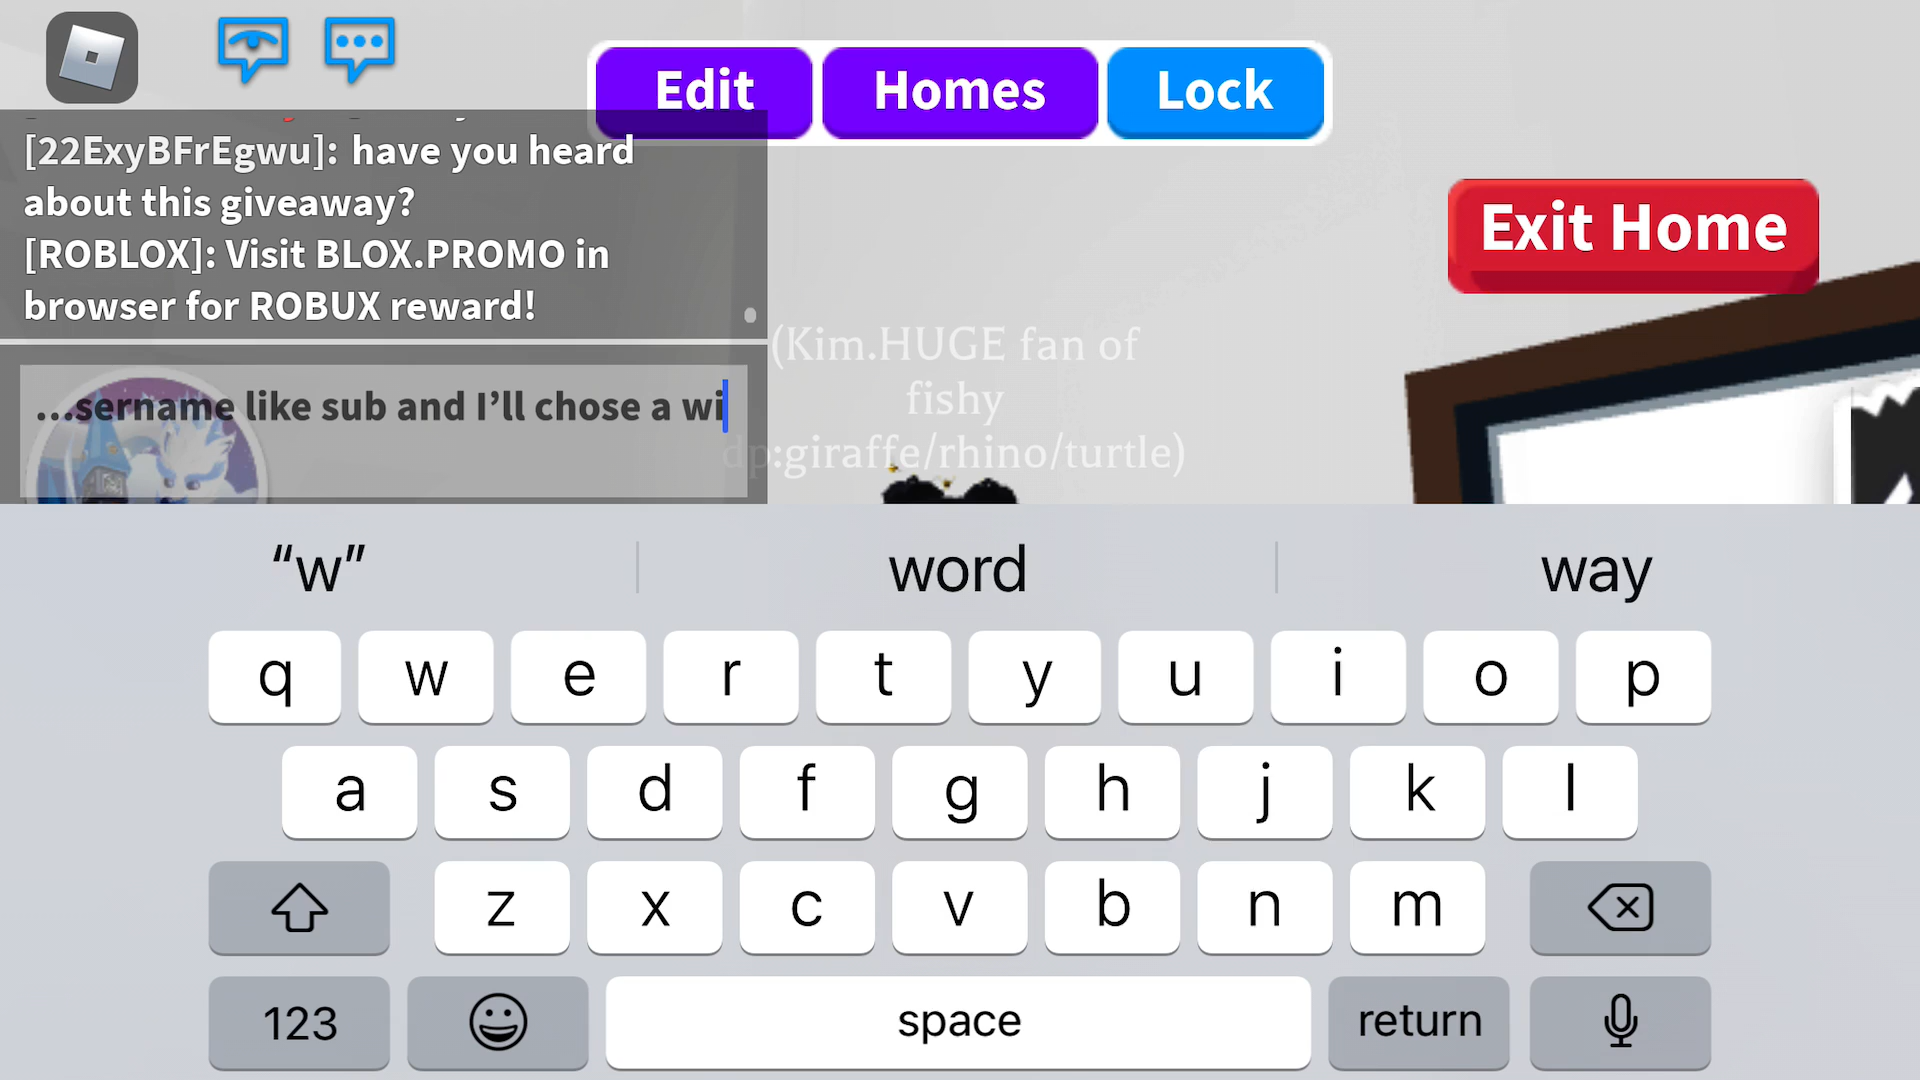 Edit Homes Lock
[22ExyBFrEgwu]: have you heard
about this giveaway?
[ROBLOX]: Visit BLOX.PROMO in
browser for ROBUX reward!
Exit Home
(Kim.HUGE fan of
fishy
dp:giraffe/rhino/turtle)
...sername like sub and I’ll chose a wi
“w” word way
q w e r t y u i o p
a s d f g h j k l
z x c v b n m
123 space return